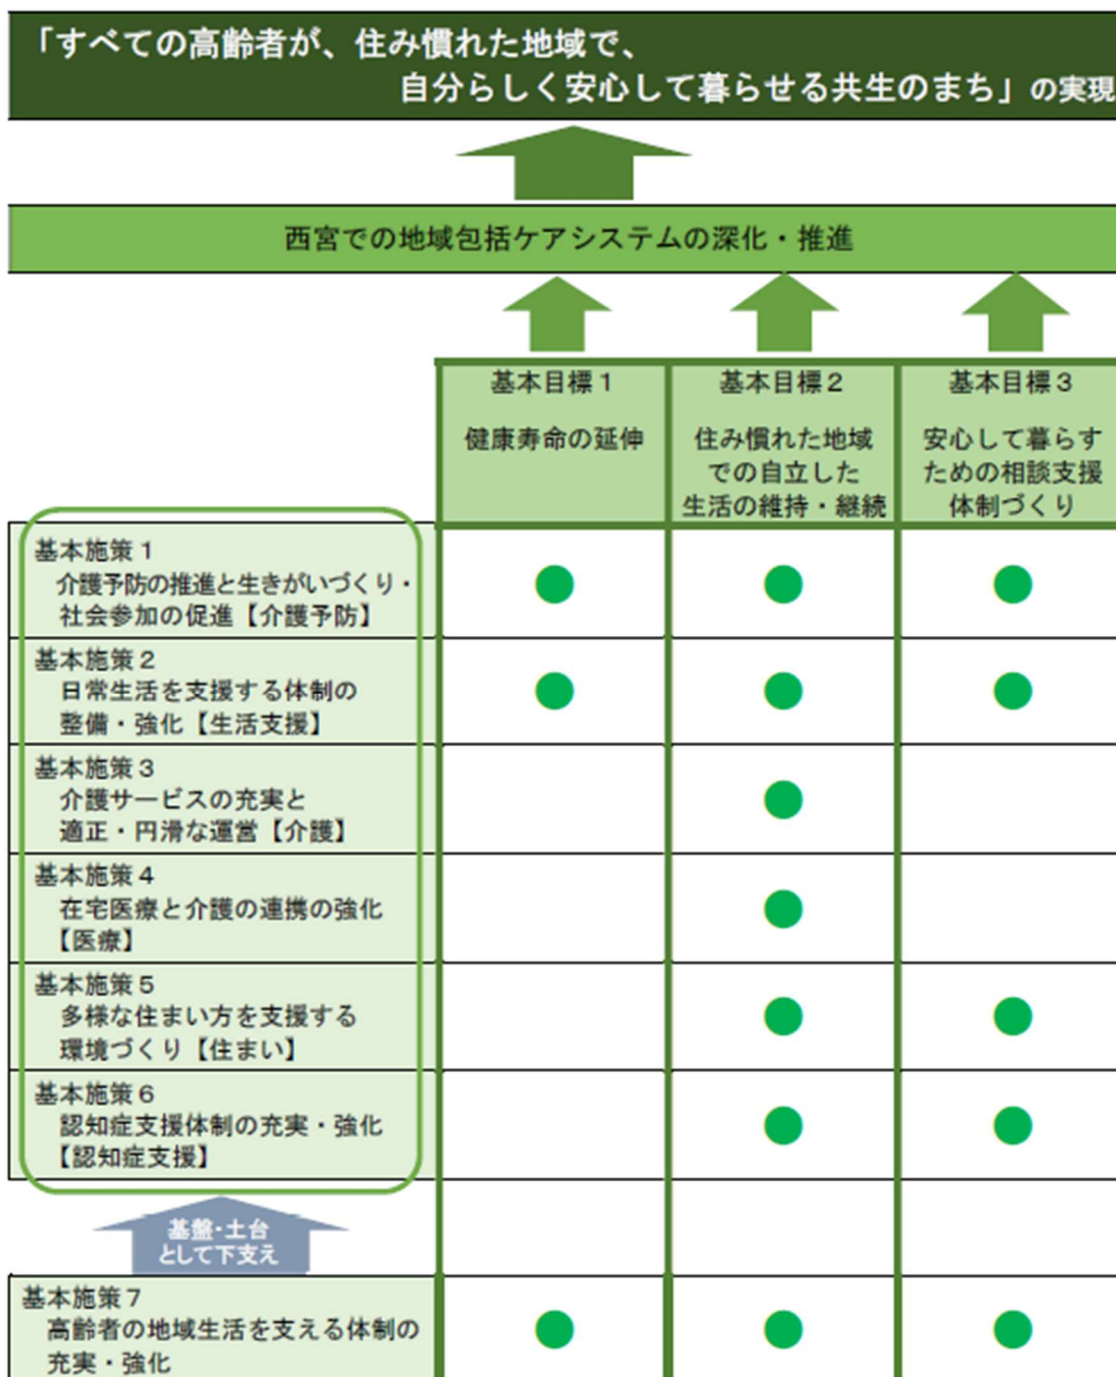 「すべての高齢者が、住み慣れた地域で、
自分らしく安心して暮らせる共生のまち」の実現
西宮での地域包括ケアシステムの深化・推進
基本目標1
健康寿命の延伸
基本目標2
住み慣れた地域
での自立した
生活の維持・継続
基本目標3
安心して暮らす
ための相談支援
体制づくり
基本施策1
介護予防の推進と生きがいづくり・
社会参加の促進【介護予防】
基本施策2
日常生活を支援する体制の
整備・強化【生活支援】
基本施策3
介護サービスの充実と
適正・円滑な運営【介護】
基本施策4
在宅医療と介護の連携の強化
【医療】
基本施策5
多様な住まい方を支援する
環境づくり【住まい】
基本施策6
認知症支援体制の充実・強化
【認知症支援】
基盤・土台
として下支え
基本施策7
高齢者の地域生活を支える体制の
充実・強化